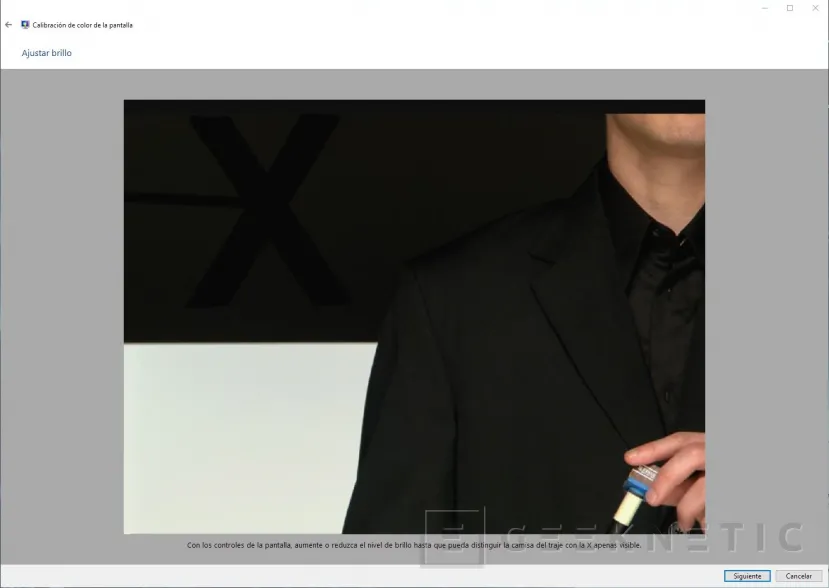 Calibración de color de la pantalla
Ajustar brillo
X
Con los controles de la pantalla, aumente o reduzca el nivel de brillo hasta que pueda distinguir la camisa del traje con la X apenas visible.
GEEKNETIC
Siguiente
Cancelar